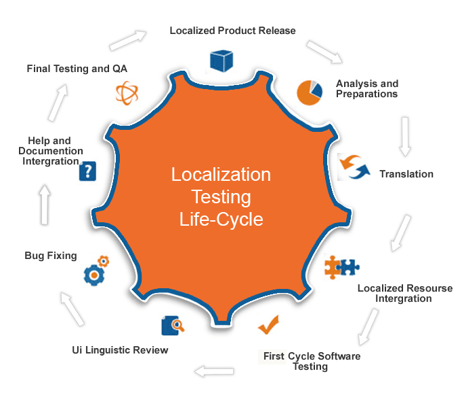 Localized Product Release
Analysis and
Preparations
Translation
Localized Resourse
Intergration
First Cycle Software
Testing
Ui Linguistic Review
Bug Fixing
Help and
Documention
Intergration
?
Final Testing and QA
Localization
Testing
Life-Cycle